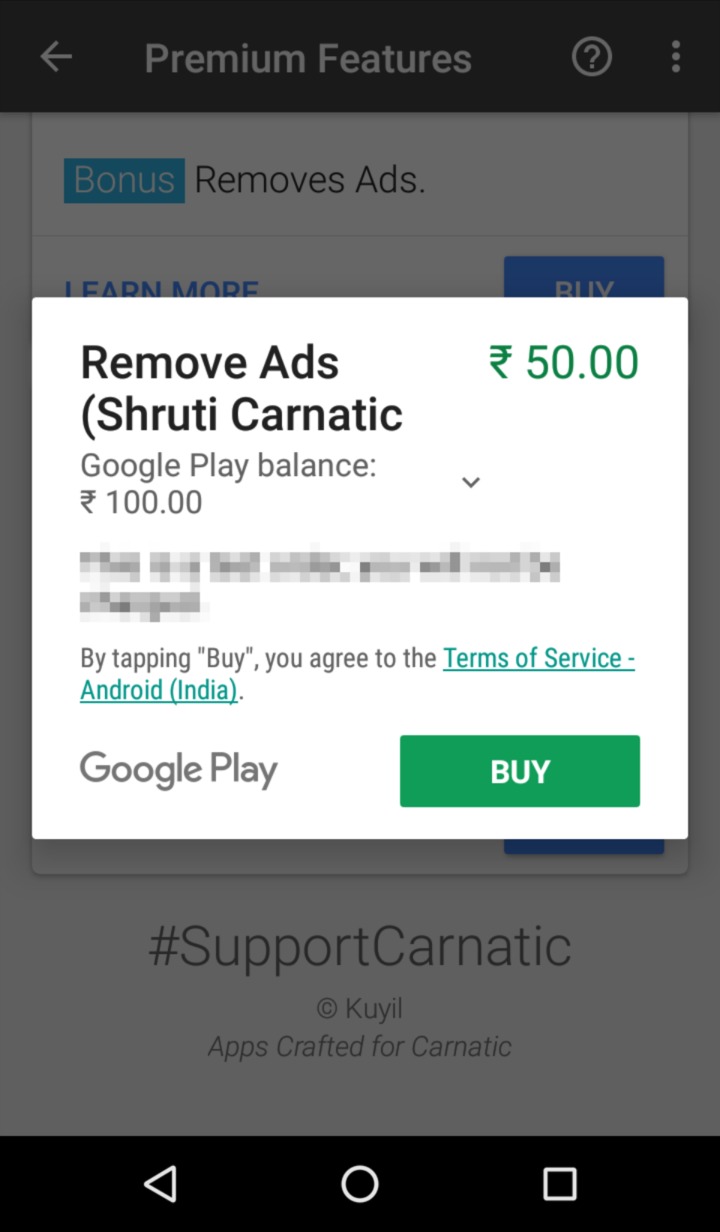 Premium Features
Bonus Removes Ads.
LEARN MORE
BUY
Remove Ads
₹ 50.00
(Shruti Carnatic
Google Play balance:
₹ 100.00
By tapping "Buy", you agree to the Terms of Service -
Android (India).
Google Play
BUY
#SupportCarnatic
© Kuyil
Apps Crafted for Carnatic